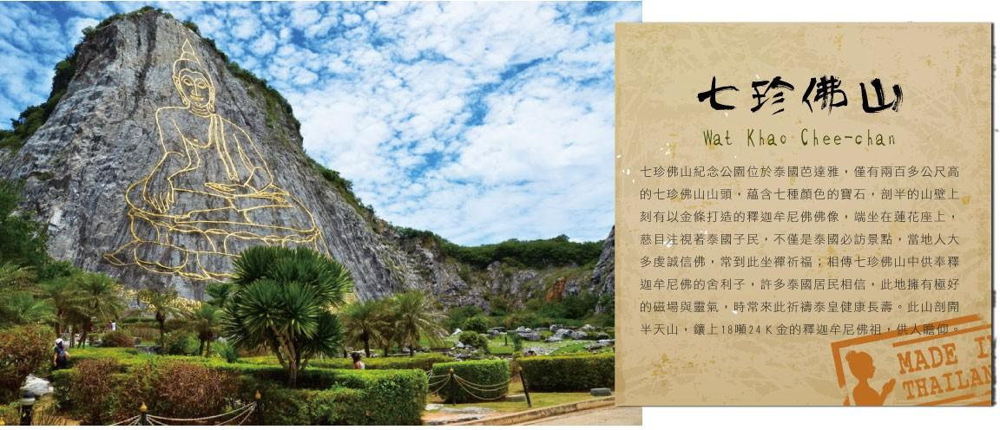 七珍佛山
Wat Khao Chee-chan
七珍佛山紀念公園位於泰國芭達雅，僅有兩百多公尺高
的七珍佛山山頭，蘊含七種顏色的寶石，剖半的山壁上
刻有以金條打造的釋迦牟尼佛佛像，端坐在蓮花座上，
慈目注視著泰國子民，不僅是泰國必訪景點，當地人大
多虔誠信佛，常到此坐禪祈福；相傳七珍佛山中供奉釋
迦牟尼佛的舍利子，許多泰國居民相信，此地擁有極好
的磁場與靈氣，時常來此祈禱泰皇健康長壽。此山剖開
半天山，鑲上18噸24K金的釋迦牟尼佛祖，供人瞻仰。
MADE I
THAILAN